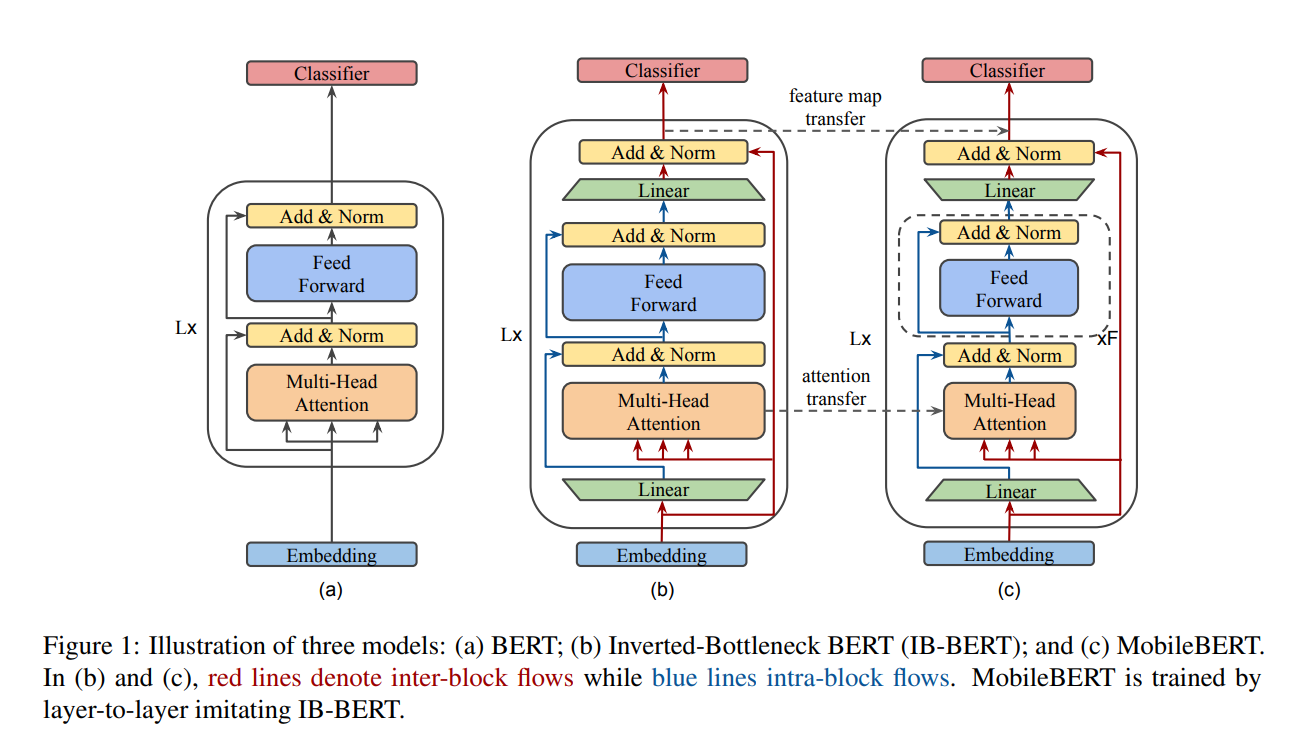 Classifier
Add & Norm
Feed
Forward
Add & Norm
Multi-Head
Attention
Lx
Embedding
(a)
Classifier
Add & Norm
Linear
Add & Norm
Feed
Forward
Add & Norm
Multi-Head
Attention
Linear
Lx
Embedding
(b)
feature map
transfer
attention
transfer
Classifier
Add & Norm
Linear
Add & Norm
Feed
Forward
xF
Add & Norm
Multi-Head
Attention
Linear
Lx
Embedding
(c)
Figure 1: Illustration of three models: (a) BERT; (b) Inverted-Bottleneck BERT (IB-BERT); and (c) MobileBERT.
In (b) and (c), red lines denote inter-block flows while blue lines intra-block flows. MobileBERT is trained by
layer-to-layer imitating IB-BERT.